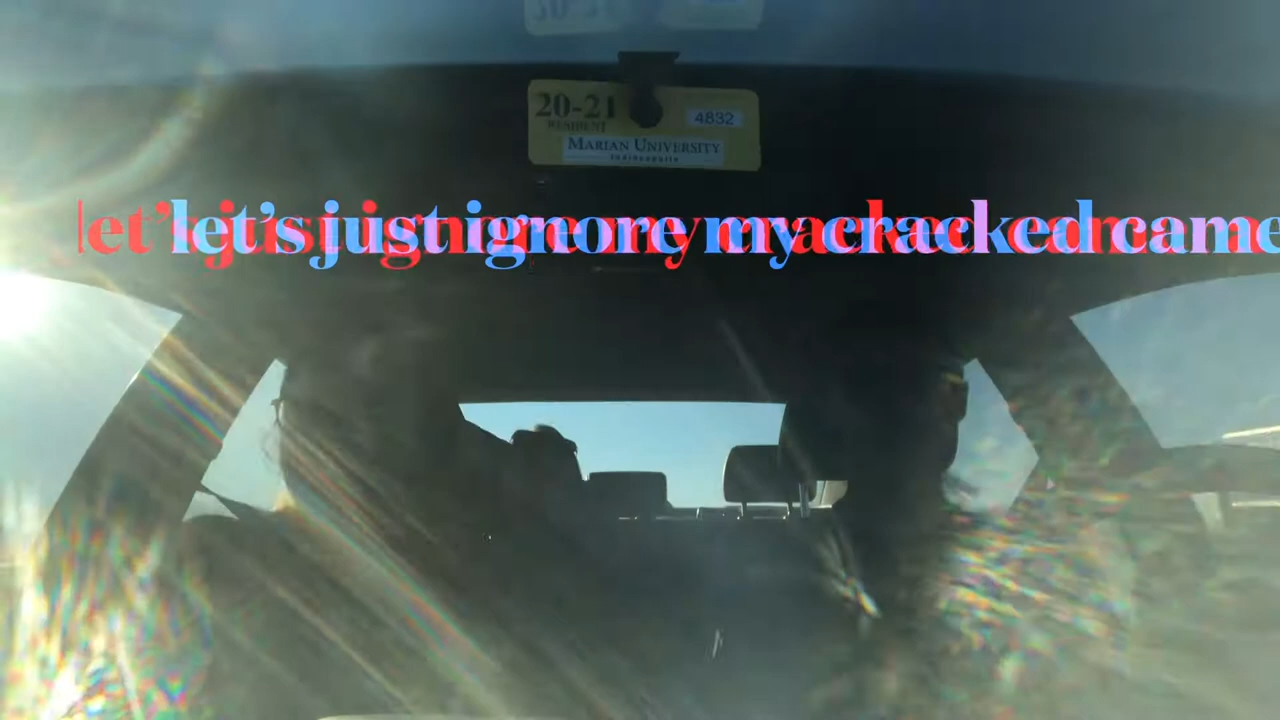 20-21
RESIDENT
4832
MARIAN UNIVERSITY
Indianapolis
let's just ignore my cracked came